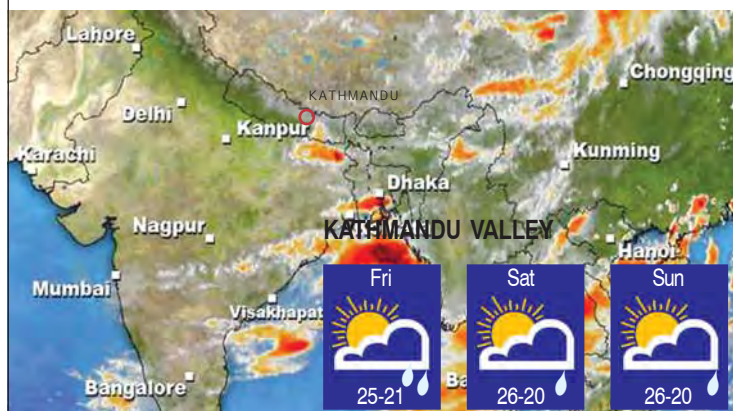 Lahore
Chongqing
KATHMANDU
Delhi
Kanpur
Karachi
Kunming
Dhaka
Nagpur
KATHMANDU VALLEY
Hanoi
Mumbai
Fri
Sat
Sun
Visakhapat
Bangalore
Ba
25-21
26-20
26-20